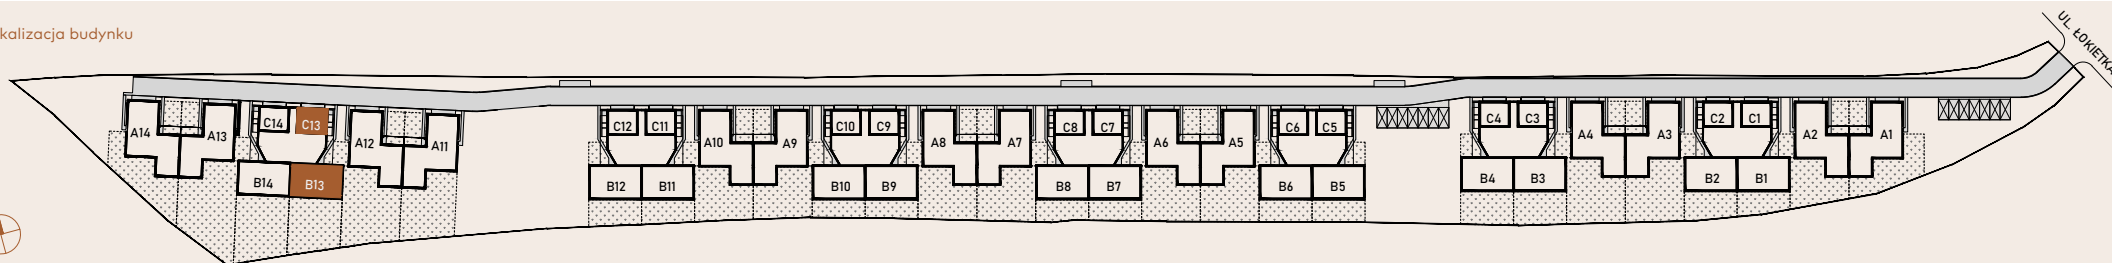 kalizacja budynku
UL. ŁOKIETKA
A14
A13
C14
C13
B14
B13
A12
A11
C12
C11
B12
B11
A10
A9
C10
C9
B10
B9
A8
A7
C8
C7
B8
B7
A6
A5
C6
C5
B6
B5
C4
C3
B4
B3
A4
A3
C2
C1
B2
B1
A2
A1